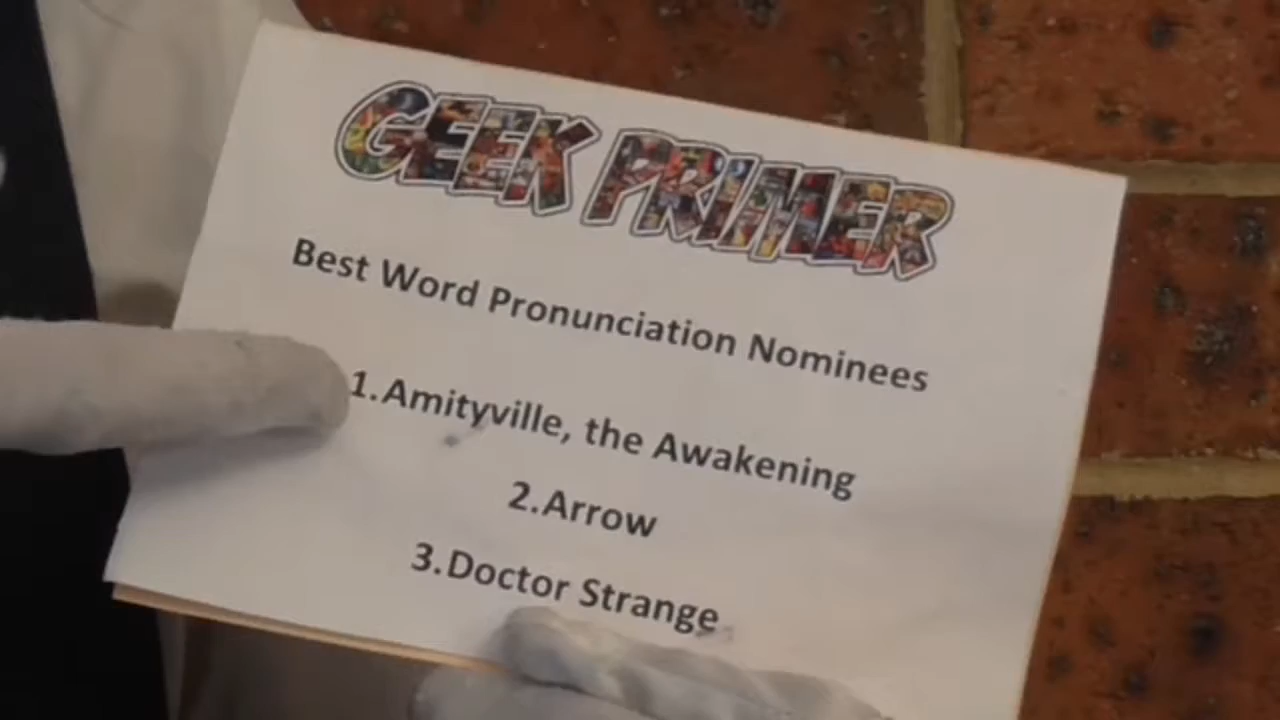 GEEK PRIMER
Best Word Pronunciation Nominees
1.Amityville, the Awakening
2.Arrow
3.Doctor Strange